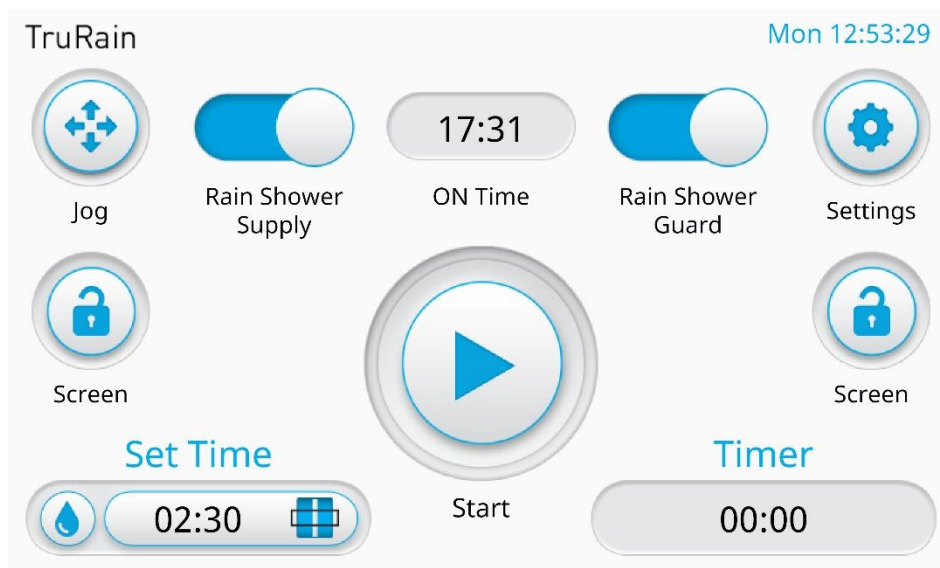 TruRain
Mon 12:53:29
17:31
Jog
Rain Shower
Supply
ON Time
Rain Shower
Guard
Settings
Screen
Screen
Set Time
Timer
02:30
Start
00:00